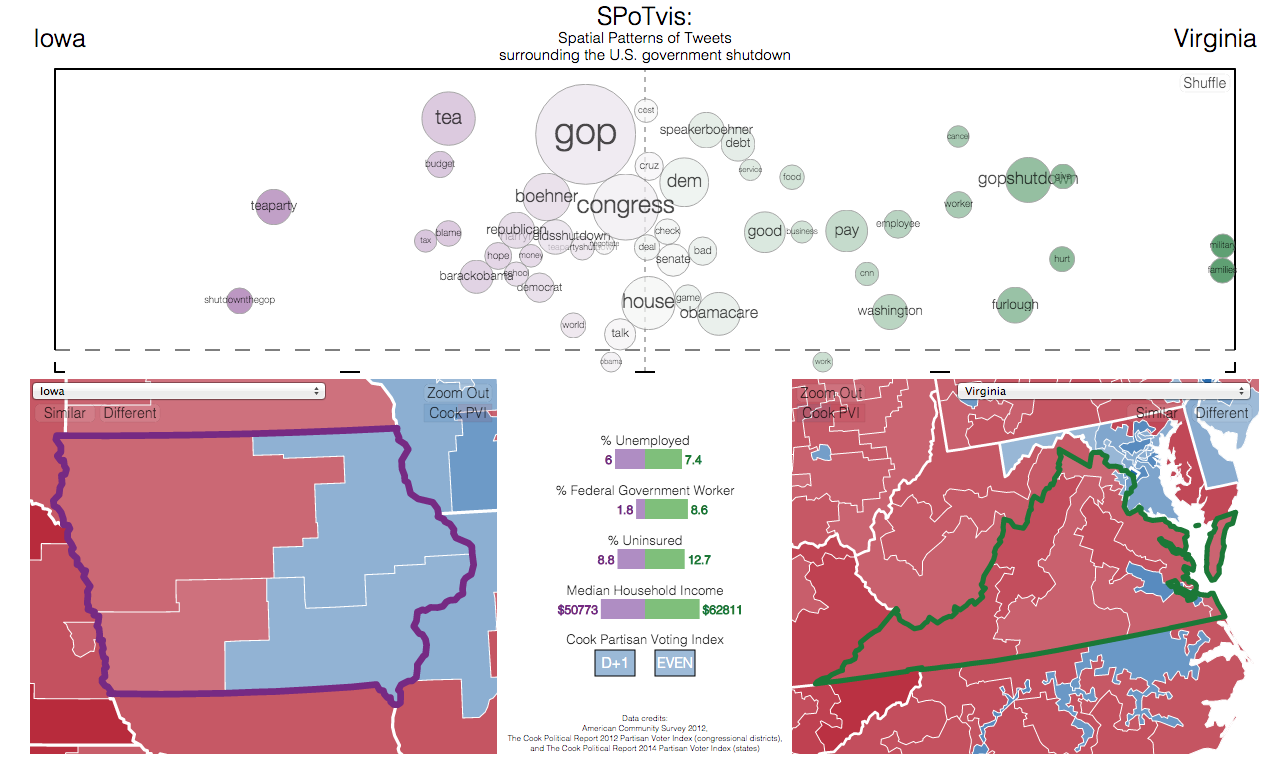 SPoTvis:
Iowa
Spatial Patterns of Tweets
Virginia
surrounding the U.S. government shutdown
Shuffle
tea
gop
cost
speakerboehner
debt
cancel
budget
cruz
service
food
dem
gopshutdown
give
teaparty
boehner
congress
worker
tax
blame
republican
harryreidsshutdown
teapartyshutdown
negotiate
check
deal
good
business
pay
employee
hope
money
senate
bad
military
hurt
families
barackobama
school
democrat
cnn
shutdownthegop
house
game
obamacare
washington
furlough
world
talk
obama
work
Iowa
Zoom Out
Similar
Different
Cook PVI
Zoom Out
Virginia
Cook PVI
Similar
Different
% Unemployed
6 7.4
% Federal Government Worker
1.8 8.6
% Uninsured
8.8 12.7
Median Household Income
$50773 $62811
Cook Partisan Voting Index
D+1 EVEN
Data credits:
American Community Survey 2012,
The Cook Political Report 2012 Partisan Voter Index (congressional districts),
and The Cook Political Report 2014 Partisan Voter Index (states)